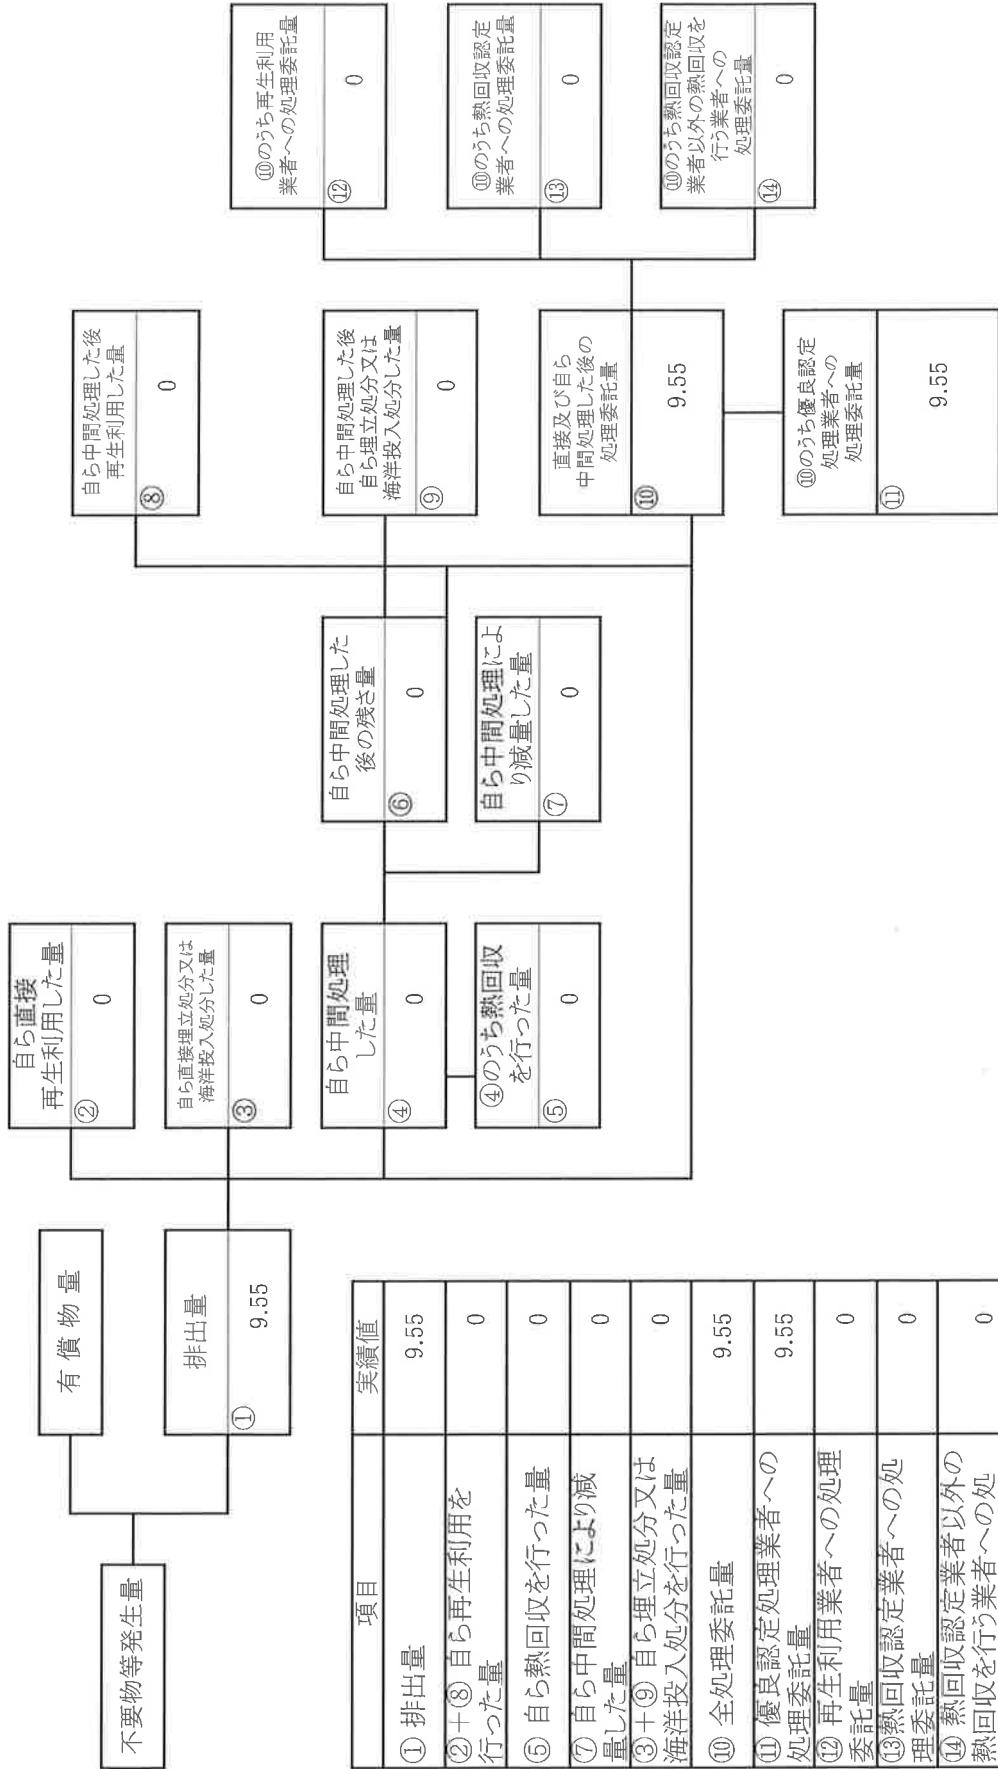 不要物等発生量
有償物量
排出量
① 9.55
自ら直接
再生利用した量
② 0
自ら直接埋立処分又は
海洋投入処分した量
③ 0
自ら中間処理
した量
④ 0
④のうち熱回収
を行った量
⑤ 0
自ら中間処理した
後の残さ量
⑥ 0
自ら中間処理によ
り減量した量
⑦ 0
自ら中間処理した後
再生利用した量
⑧ 0
自ら中間処理した後
自ら埋立処分又は
海洋投入処分した量
⑨ 0
直接及び自ら
中間処理した後の
処理委託量
⑩ 9.55
⑩のうち優良認定
処理業者への
処理委託量
⑪ 9.55
⑩のうち再生利用
業者への処理委託量
⑫ 0
⑩のうち熱回収認定
業者への処理委託量
⑬ 0
⑩のうち熱回収認定
業者以外の熱回収を
行う業者への
処理委託量
⑭ 0
項目 実績値
① 排出量 9.55
②+⑧ 自ら再生利用を
行った量 0
⑤ 自ら熱回収を行った量 0
⑦ 自ら中間処理により減
量した量 0
③+⑨ 自ら埋立処分又は
海洋投入処分を行った量 0
⑩ 全処理委託量 9.55
⑪ 優良認定処理業者への
処理委託量 9.55
⑫ 再生利用業者への処理
委託量 0
⑬熱回収認定業者への処
理委託量 0
⑭ 熱回収認定業者以外の
熱回収を行う業者への処 0